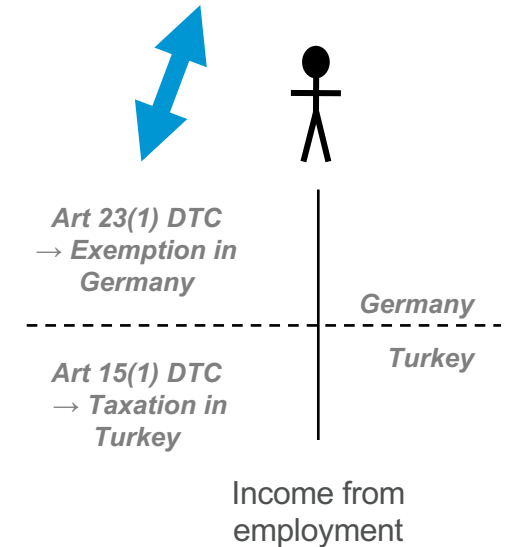 Art 23(1) DTC
→ Exemption in
Germany
Germany
Turkey
Art 15(1) DTC
→ Taxation in
Turkey
Income from
employment